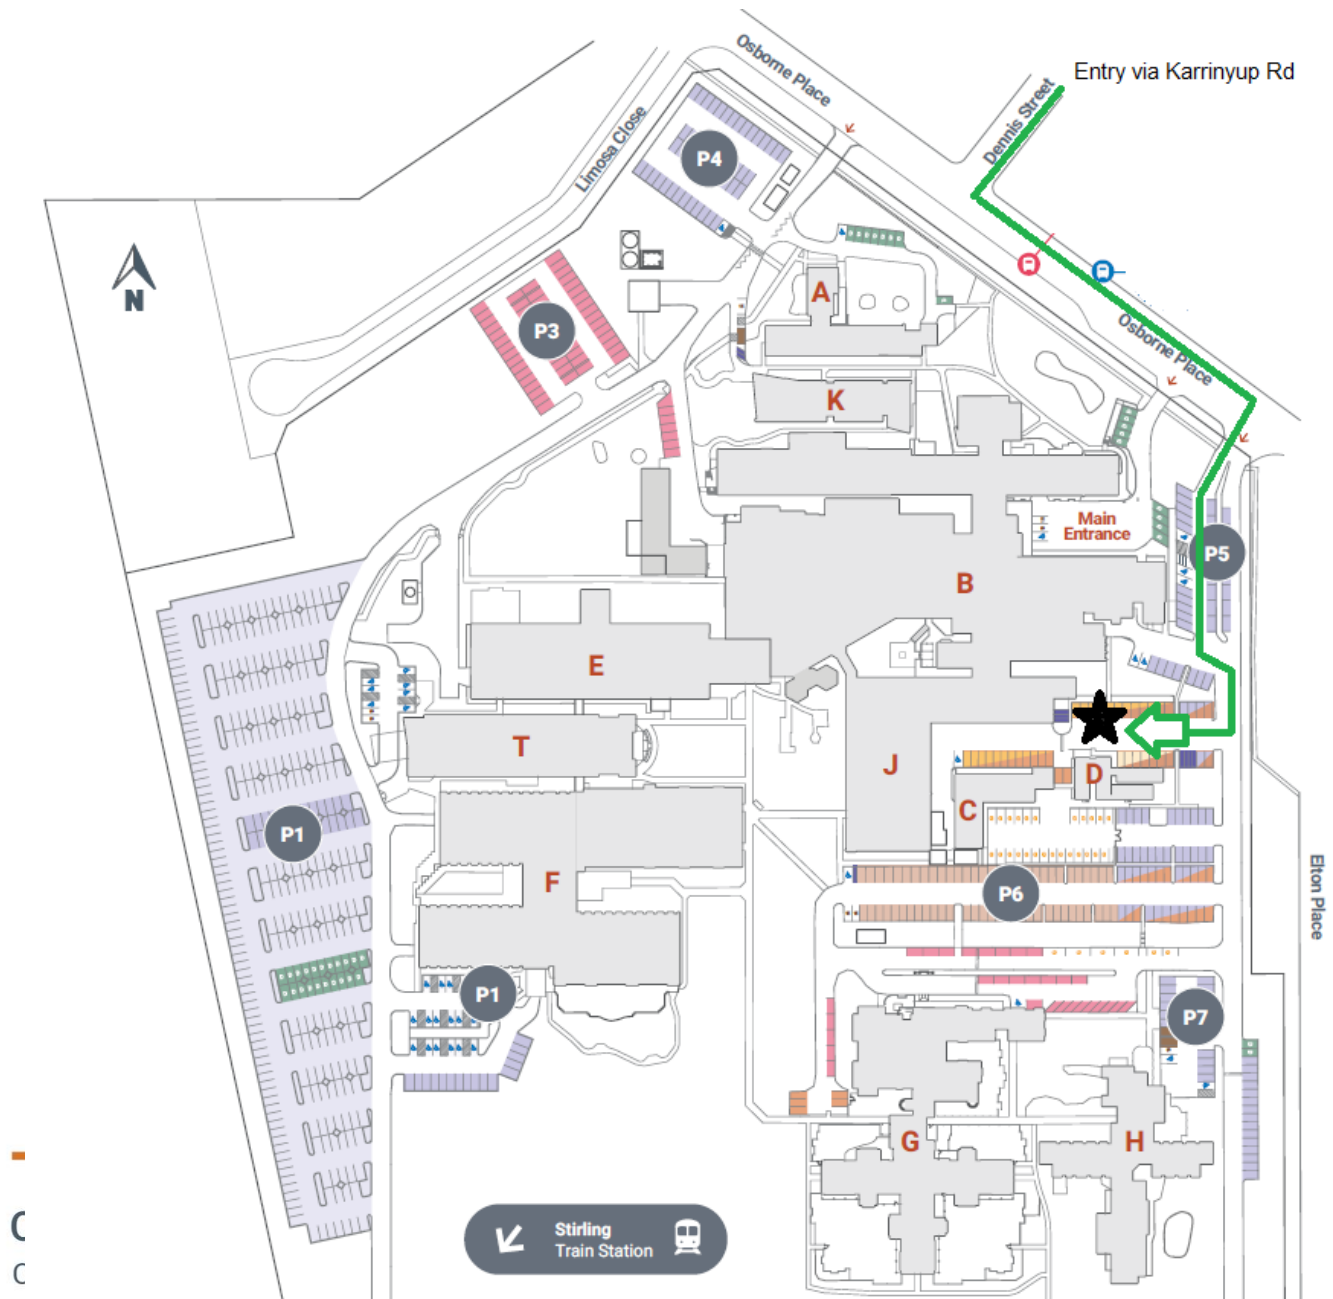 Osborne Place
Entry via Karrinyup Rd
Dennis Street
Limosa Close
P4
N
A
P3
Osborne Place
K
Main
Entrance
P5
B
E
T
J
D
C
P1
F
P6
Elton Place
P1
P7
G
H
Stirling
Train Station